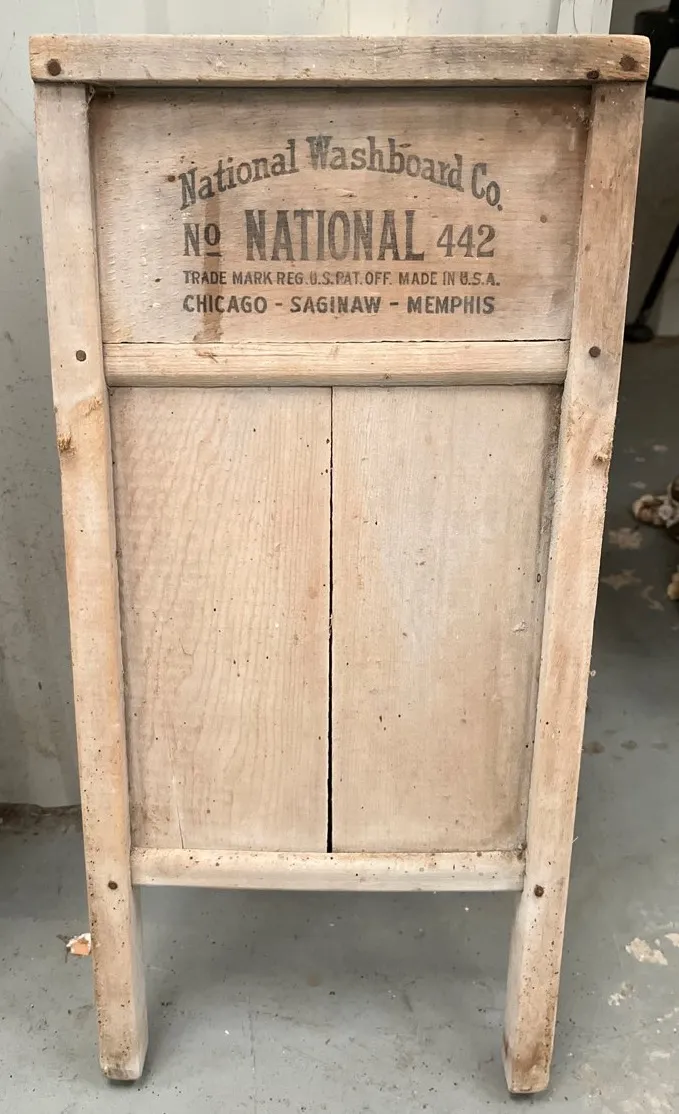 National Washboard Co.
No NATIONAL 442
TRADE MARK REG.U.S.PAT.OFF. MADE IN U.S.A.
CHICAGO - SAGINAW - MEMPHIS